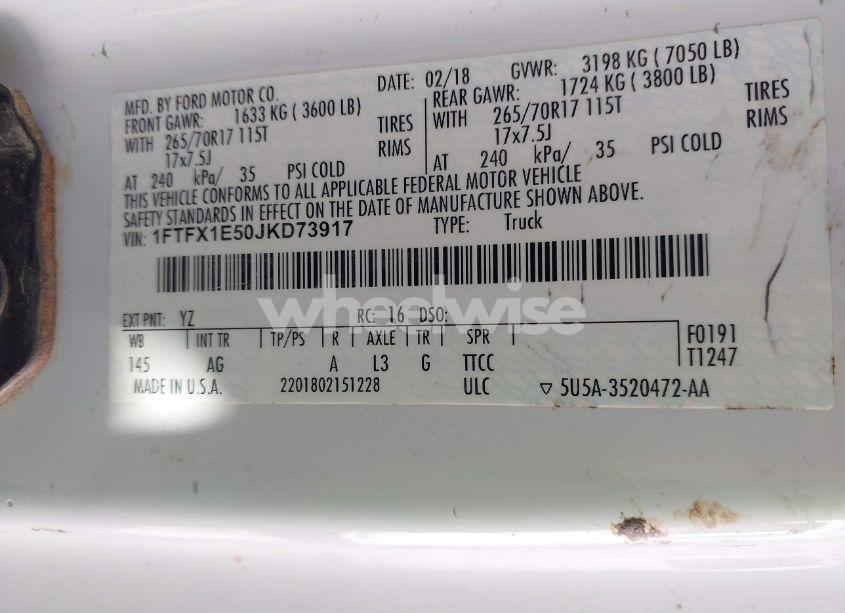 MFD. BY FORD MOTOR CO.
DATE: 02/18 GVWR: 3198 KG ( 7050 LB)
FRONT GAWR: 1633 KG ( 3600 LB) REAR GAWR: 1724 KG ( 3800 LB)
WITH 265/70R17 115T TIRES WITH 265/70R17 115T TIRES
17x7.5J RIMS 17x7.5J RIMS
AT 240 kPa/ 35 PSI COLD AT 240 kPa/ 35 PSI COLD
THIS VEHICLE CONFORMS TO ALL APPLICABLE FEDERAL MOTOR VEHICLE
SAFETY STANDARDS IN EFFECT ON THE DATE OF MANUFACTURE SHOWN ABOVE.
VIN: 1FTFX1E50JKD73917 TYPE: Truck
wheelwise
EXT PNT: YZ RC: 16 DSO:
WB INT TR TP/PS R AXLE TR SPR F0191
145 AG A L3 G TTCC T1247
MADE IN U.S.A. 2201802151228 ULC ▽ 5U5A-3520472-AA